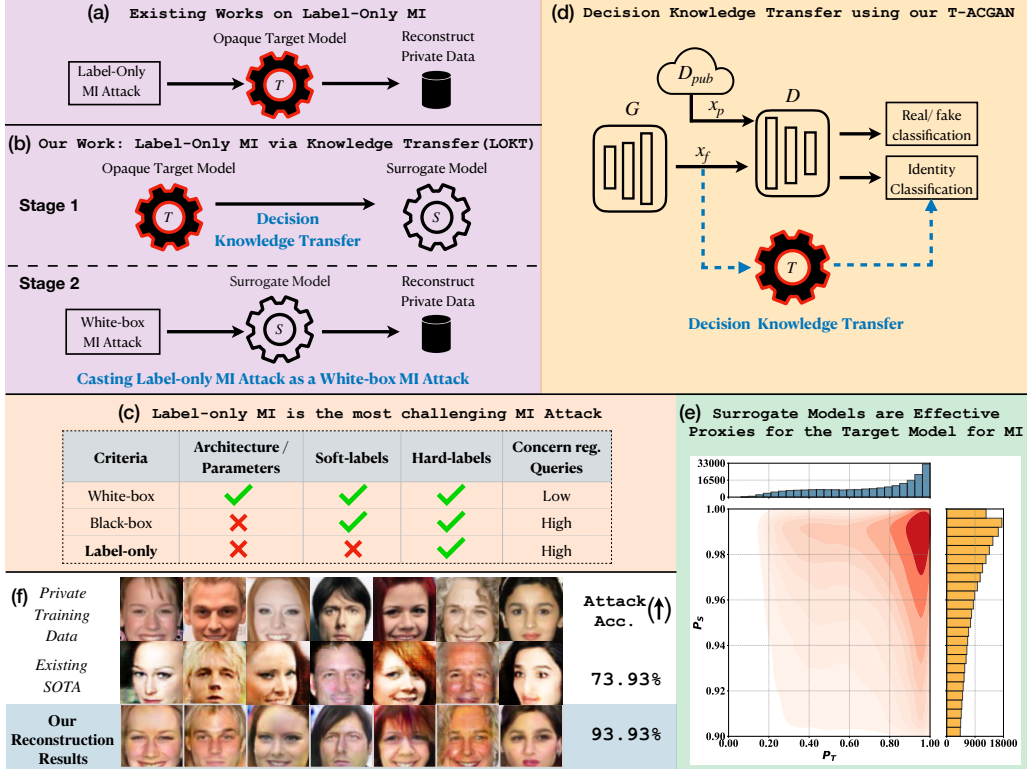 (a) Existing Works on Label-Only MI
Opaque Target Model
Reconstruct
Private Data
Label-Only
MI Attack
T
(b) Our Work: Label-Only MI via Knowledge Transfer(LOKT)
Opaque Target Model
Surrogate Model
Stage 1
T
S
Decision
Knowledge Transfer
Stage 2
Surrogate Model
Reconstruct
Private Data
White-box
MI Attack
S
Casting Label-only MI Attack as a White-box MI Attack
(d) Decision Knowledge Transfer using our T-ACGAN
D_pub
G
x_p
D
x_f
Real/ fake
classification
Identity
Classification
T
Decision Knowledge Transfer
(c) Label-only MI is the most challenging MI Attack
Criteria
Architecture /
Parameters
Soft-labels
Hard-labels
Concern reg.
Queries
White-box ✓ ✓ ✓ Low
Black-box ✗ ✓ ✓ High
Label-only ✗ ✗ ✓ High
(e) Surrogate Models are Effective
Proxies for the Target Model for MI
33000
16500
0
1.00
0.98
0.96
0.94
0.92
0.90
P_S
0.00 0.20 0.40 0.60 0.80 1.00
P_T
0 9000 18000
(f) Private
Training
Data
Attack
Acc. (↑)
Existing
SOTA
73.93%
Our
Reconstruction
Results
93.93%